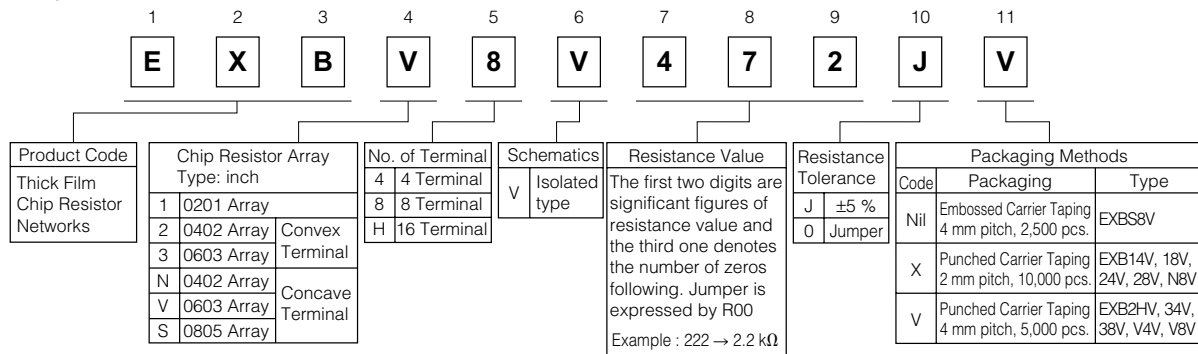 1 2 3 4 5 6 7 8 9 10 11
E X B V 8 V 4 7 2 J V
Product Code
Thick Film
Chip Resistor
Networks
Chip Resistor Array
Type: inch
1 0201 Array
2 0402 Array
3 0603 Array
Convex
Terminal
N 0402 Array
V 0603 Array
S 0805 Array
Concave
Terminal
No. of Terminal
4 4 Terminal
8 8 Terminal
H 16 Terminal
Schematics
V Isolated
type
Resistance Value
The first two digits are
significant figures of
resistance value and
the third one denotes
the number of zeros
following. Jumper is
expressed by R00
Example : 222 → 2.2 kΩ
Resistance
Tolerance
J ±5 %
0 Jumper
Packaging Methods
Code Packaging Type
Nil Embossed Carrier Taping
4 mm pitch, 2,500 pcs.
EXBS8V
X Punched Carrier Taping
2 mm pitch, 10,000 pcs.
EXB14V, 18V,
24V, 28V, N8V
V Punched Carrier Taping
4 mm pitch, 5,000 pcs.
EXB2HV, 34V,
38V, V4V, V8V